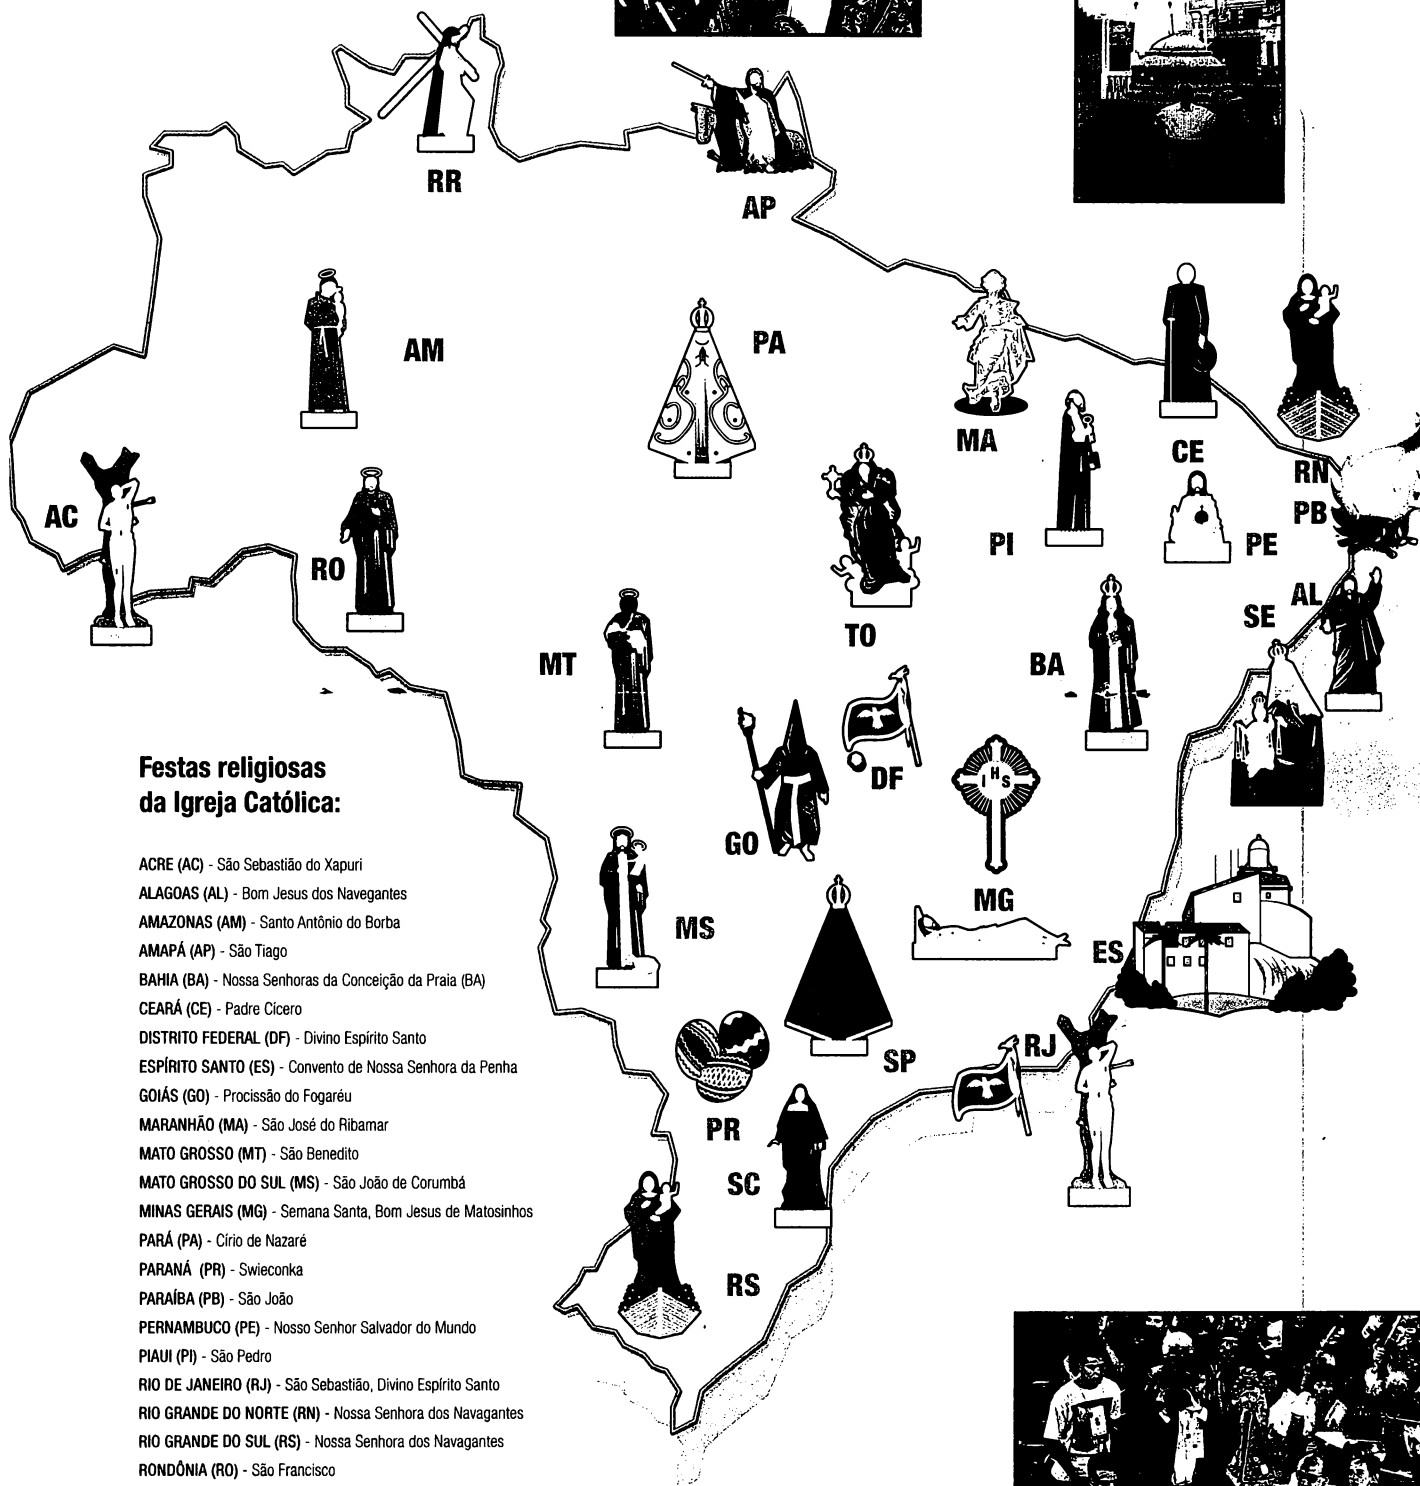 RR
AP
AM
PA
MA
CE
RN
AC
RO
PI
PE
PB
AL
SE
TO
MT
BA
DF
GO
IHS
MG
MS
ES
SP
RJ
PR
SC
RS
Festas religiosas
da Igreja Católica:
ACRE (AC) - São Sebastião do Xapuri
ALAGOAS (AL) - Bom Jesus dos Navegantes
AMAZONAS (AM) - Santo Antônio do Borba
AMAPÁ (AP) - São Tiago
BAHIA (BA) - Nossa Senhoras da Conceição da Praia (BA)
CEARÁ (CE) - Padre Cícero
DISTRITO FEDERAL (DF) - Divino Espírito Santo
ESPÍRITO SANTO (ES) - Convento de Nossa Senhora da Penha
GOIÁS (GO) - Procissão do Fogaréu
MARANHÃO (MA) - São José do Ribamar
MATO GROSSO (MT) - São Benedito
MATO GROSSO DO SUL (MS) - São João de Corumbá
MINAS GERAIS (MG) - Semana Santa, Bom Jesus de Matosinhos
PARÁ (PA) - Círio de Nazaré
PARANÁ (PR) - Swieconka
PARAÍBA (PB) - São João
PERNAMBUCO (PE) - Nosso Senhor Salvador do Mundo
PIAUI (PI) - São Pedro
RIO DE JANEIRO (RJ) - São Sebastião, Divino Espírito Santo
RIO GRANDE DO NORTE (RN) - Nossa Senhora dos Navagantes
RIO GRANDE DO SUL (RS) - Nossa Senhora dos Navagantes
RONDÔNIA (RO) - São Francisco